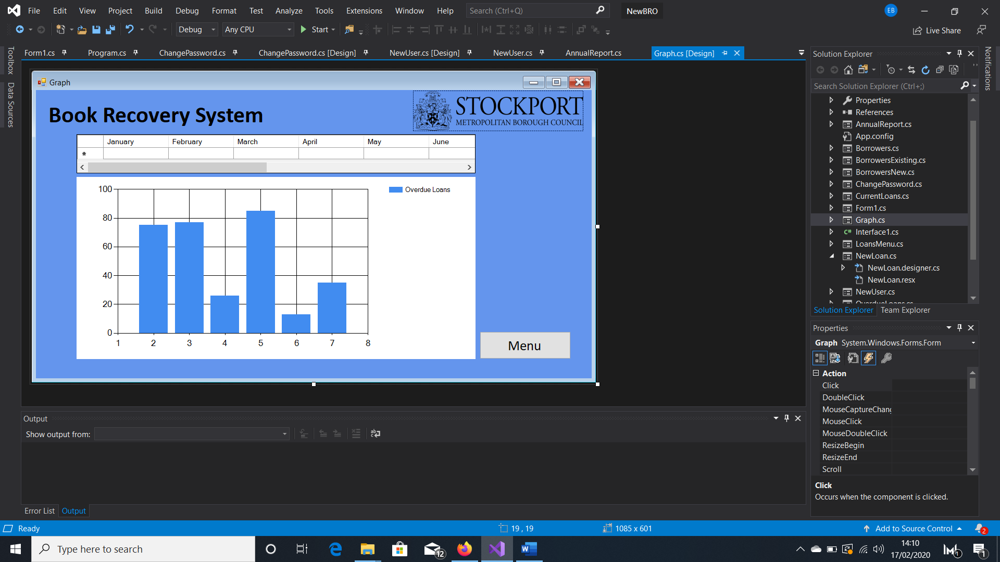 File Edit View Project Build Debug Format Test Analyze Tools Extensions Window Help Search (Ctrl+Q) NewBRO EB
Debug Any CPU Start Live Share
Toolbox
Data Sources
Form1.cs Program.cs ChangePassword.cs ChangePassword.cs [Design] NewUser.cs [Design] NewUser.cs AnnualReport.cs Graph.cs [Design]
Graph
Book Recovery System
STOCKPORT
METROPOLITAN BOROUGH COUNCIL
January February March April May June
*
100
80
60
40
20
0
1 2 3 4 5 6 7 8
Overdue Loans
Menu
Output
Show output from:
Error List Output
Solution Explorer
Search Solution Explorer (Ctrl+;)
Properties
References
AnnualReport.cs
App.config
Borrowers.cs
BorrowersExisting.cs
BorrowersNew.cs
ChangePassword.cs
CurrentLoans.cs
Form1.cs
Graph.cs
C# Interface1.cs
LoansMenu.cs
NewLoan.cs
NewLoan.designer.cs
NewLoan.resx
NewUser.cs
OverdueLoans.cs
Solution Explorer Team Explorer
Notifications
Properties
Graph System.Windows.Forms.Form
Action
Click
DoubleClick
MouseCaptureChang
MouseClick
MouseDoubleClick
ResizeBegin
ResizeEnd
Scroll
Click
Occurs when the component is clicked.
Ready 19 , 19 1085 x 601 Add to Source Control 2
Type here to search 12 14:10 1 1
17/02/2020